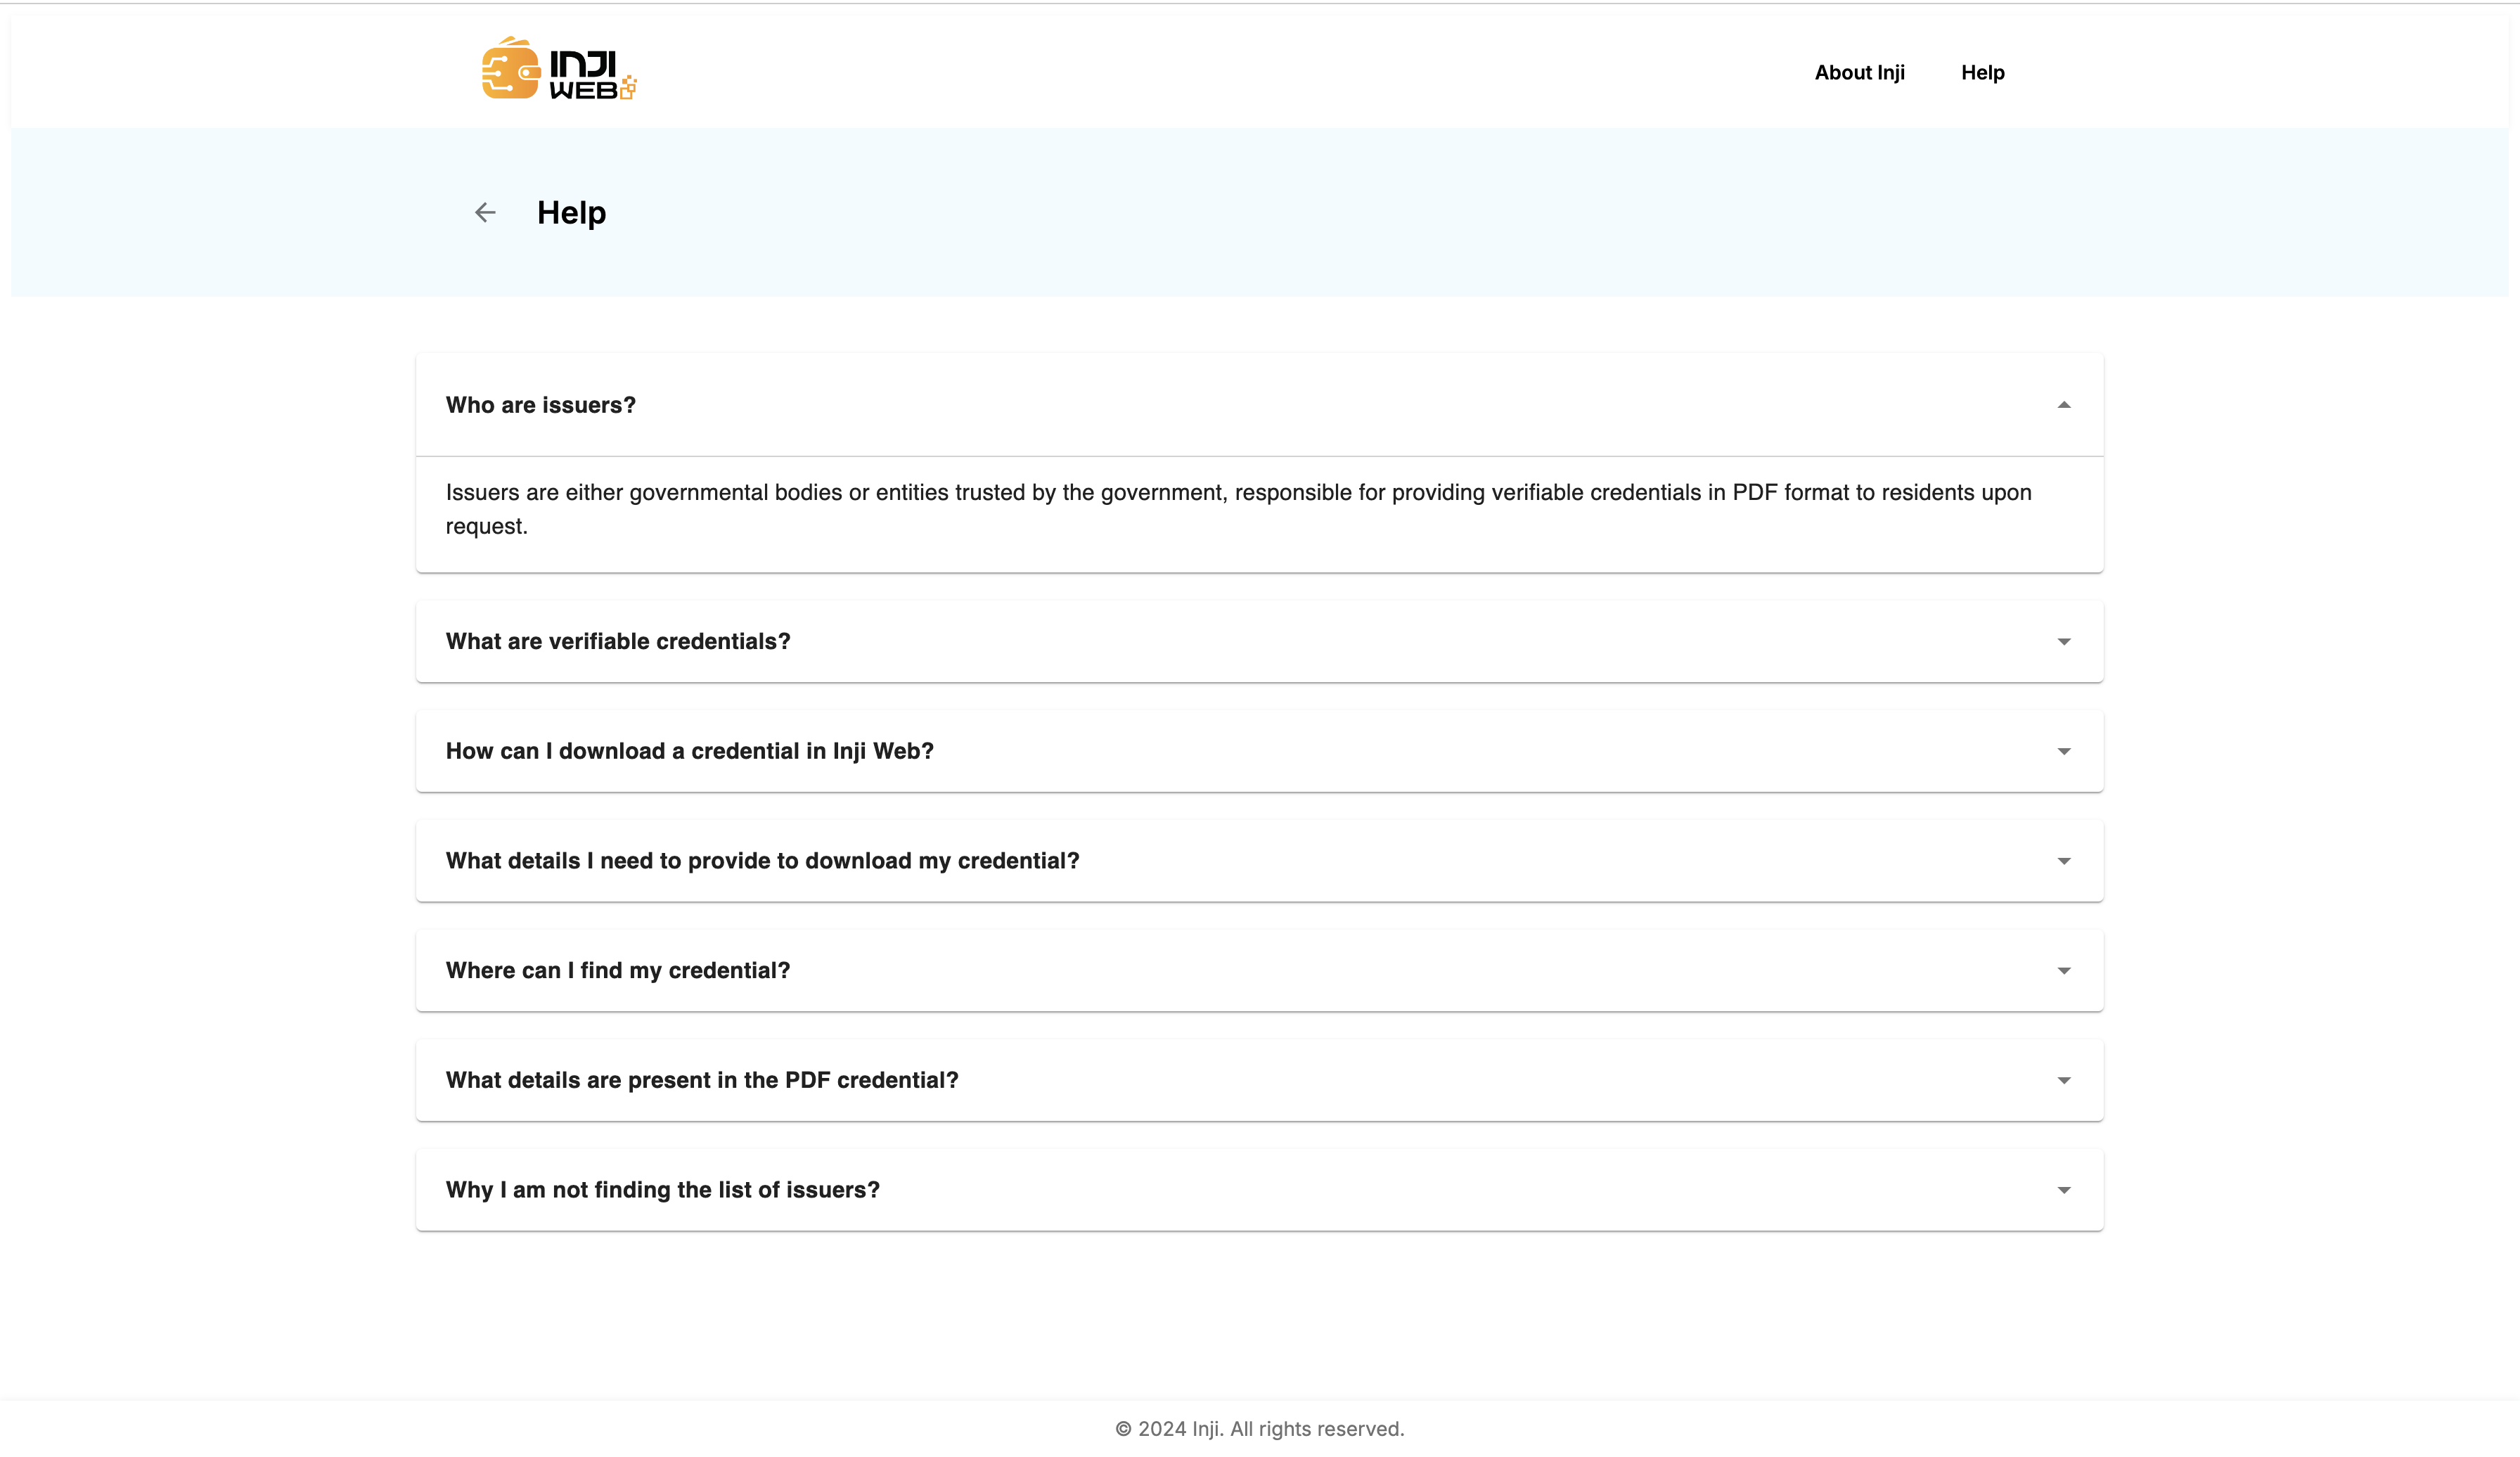 INJI
WEB
About Inji
Help
Help
Who are issuers?
Issuers are either governmental bodies or entities trusted by the government, responsible for providing verifiable credentials in PDF format to residents upon
request.
What are verifiable credentials?
How can I download a credential in Inji Web?
What details I need to provide to download my credential?
Where can I find my credential?
What details are present in the PDF credential?
Why I am not finding the list of issuers?
© 2024 Inji. All rights reserved.